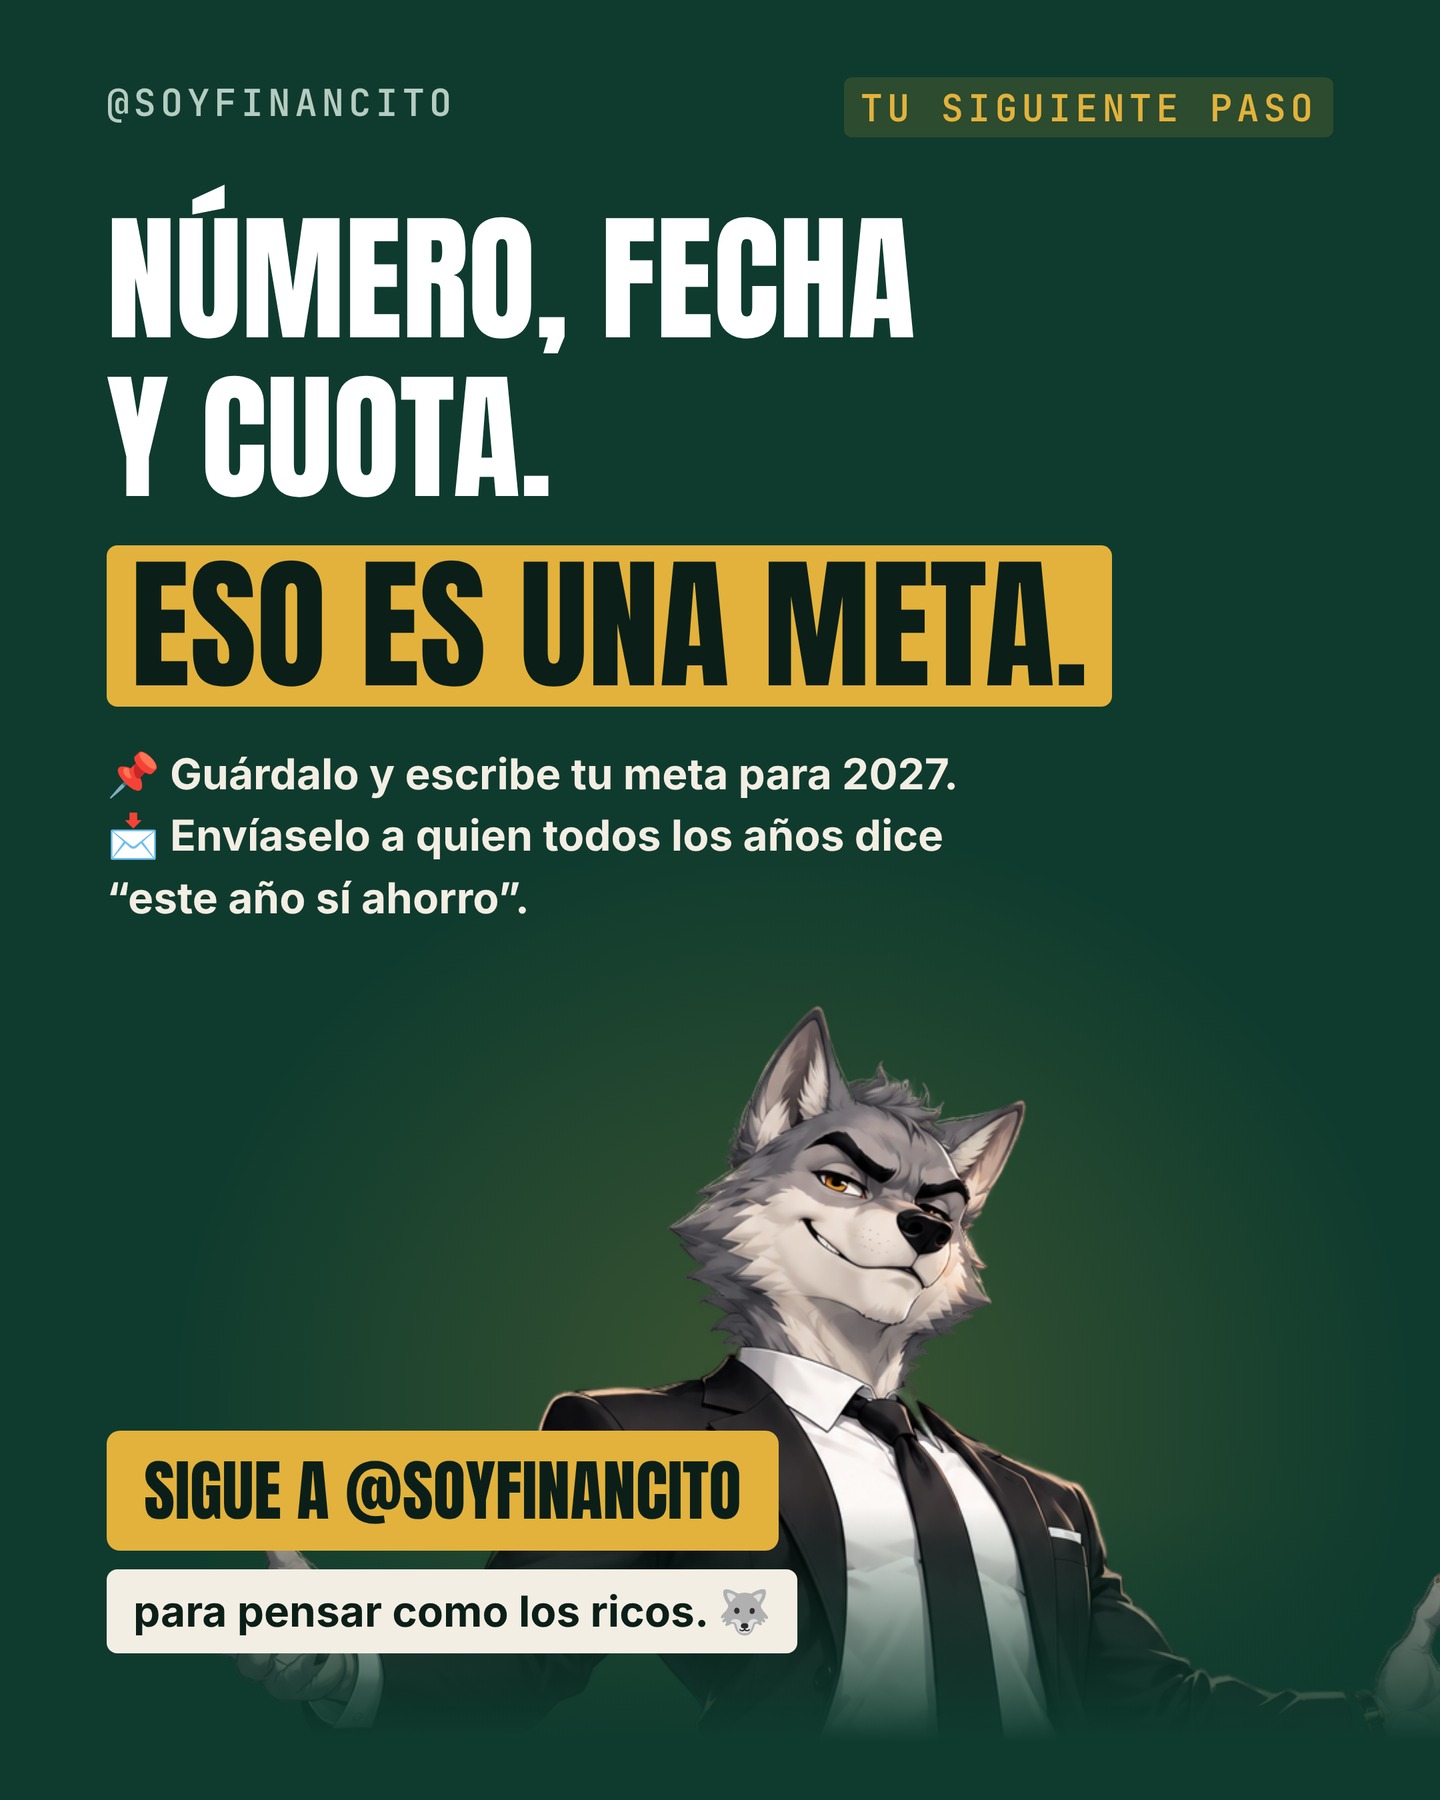 @SOYFINANCITO
TU SIGUIENTE PASO
NÚMERO, FECHA
Y CUOTA.
ESO ES UNA META.
📌 Guárdalo y escribe tu meta para 2027.
📩 Envíaselo a quien todos los años dice
“este año sí ahorro”.
SIGUE A @SOYFINANCITO
para pensar como los ricos. 🐺